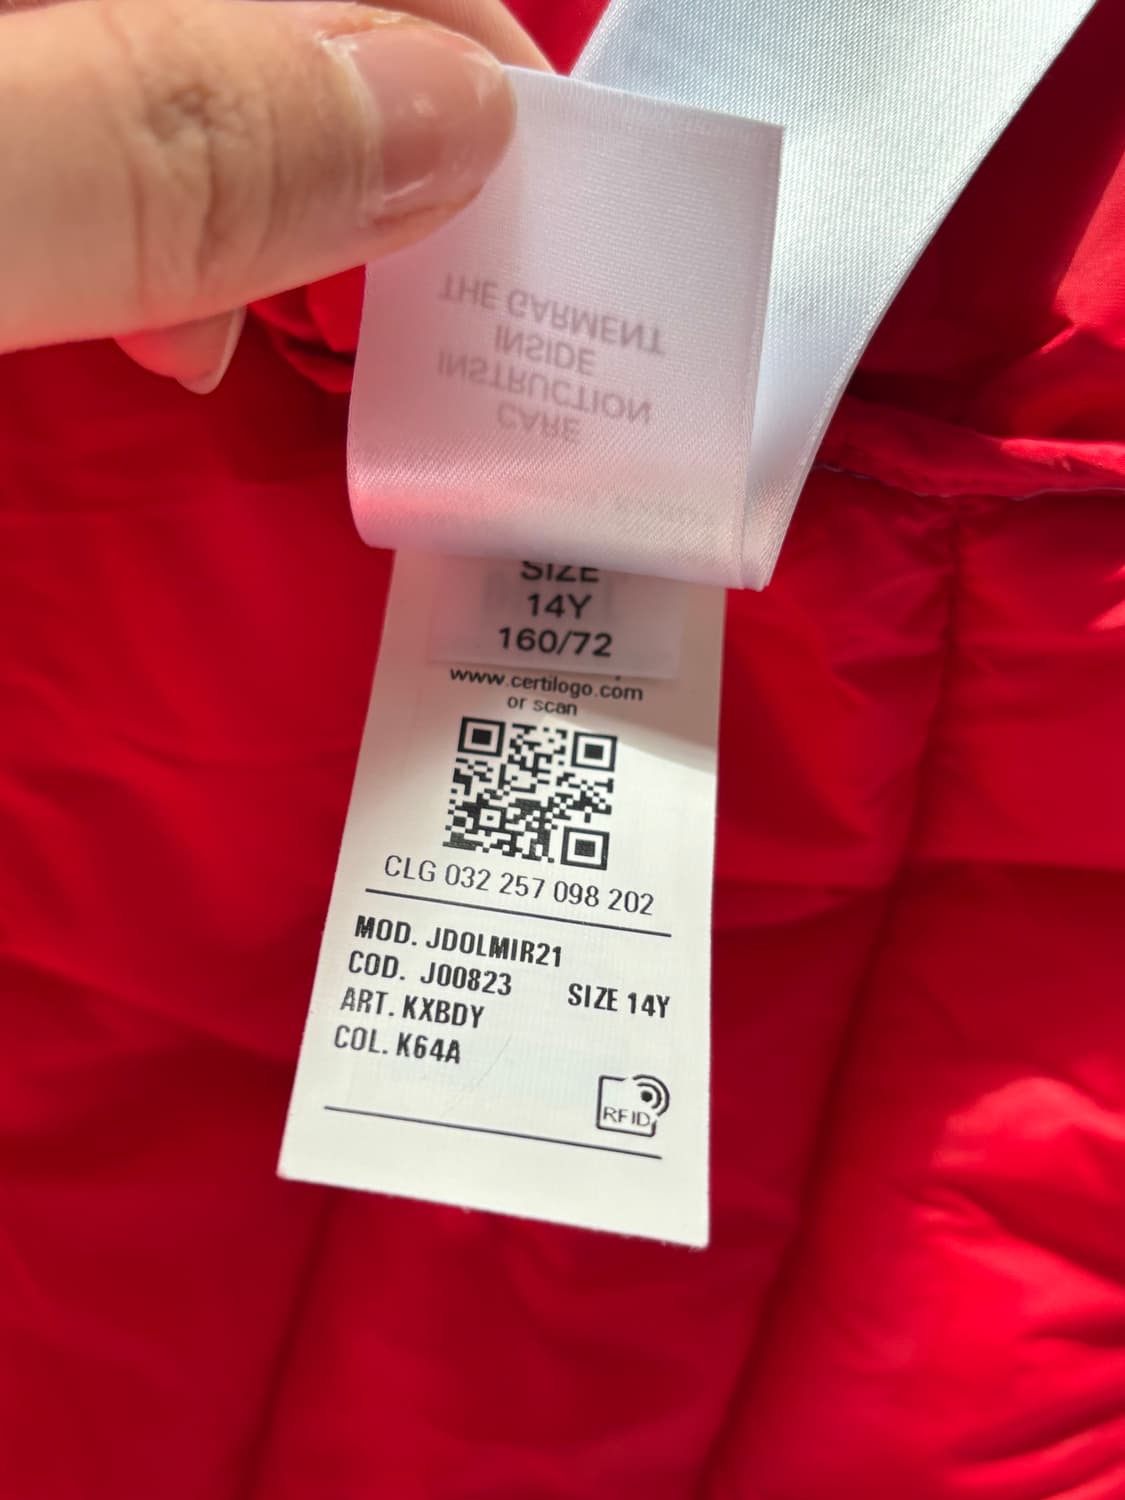 THE GARMENT
INSIDE
INSTRUCTION
CARE
SIZE
14Y
160/72
www.certilogo.com
or scan
CLG 032 257 098 202
MOD. JDOLMIR21
COD. J00823
SIZE 14Y
ART. KXBDY
COL. K64A
RFID